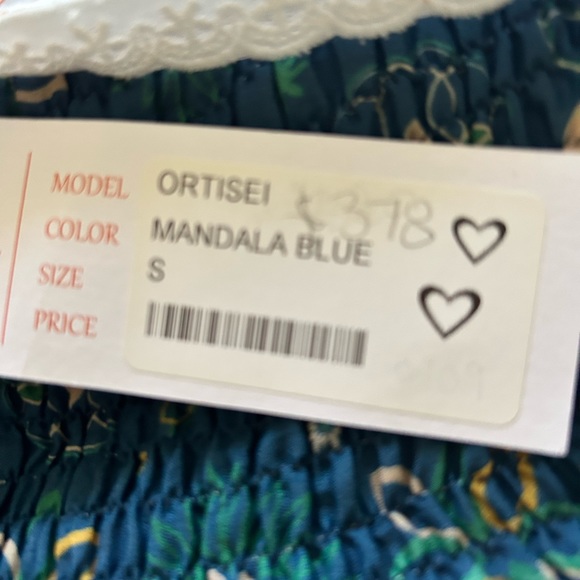 MODEL ORTISEI $378
COLOR MANDALA BLUE
SIZE S
PRICE